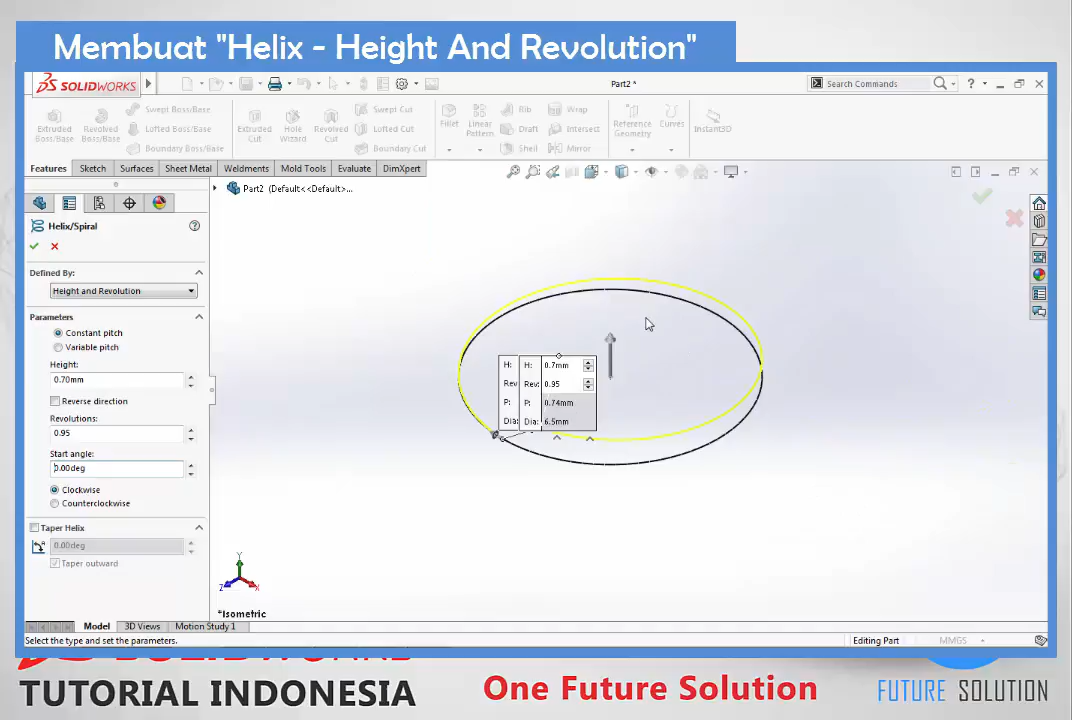 Membuat "Helix - Height And Revolution"
SOLIDWORKS
Part2 *
Search Commands
Extruded Boss/Base
Revolved Boss/Base
Swept Boss/Base
Lofted Boss/Base
Boundary Boss/Base
Extruded Cut
Hole Wizard
Revolved Cut
Swept Cut
Lofted Cut
Boundary Cut
Fillet
Linear Pattern
Rib
Draft
Shell
Wrap
Intersect
Mirror
Reference Geometry
Curves
Instant3D
Features Sketch Surfaces Sheet Metal Weldments Mold Tools Evaluate DimXpert
Part2 (Default<<Default>...
Helix/Spiral
Defined By:
Height and Revolution
Parameters
Constant pitch
Variable pitch
Height:
0.70mm
Reverse direction
Revolutions:
0.95
Start angle:
0.00deg
Clockwise
Counterclockwise
Taper Helix
0.00deg
Taper outward
H: H: 0.7mm
Rev Rev: 0.95
P: P: 0.74mm
Dia: Dia: 6.5mm
Y
Z
X
*Isometric
Model 3D Views Motion Study 1
Select the type and set the parameters.
Editing Part
MMGS
SOLIDWORKS
TUTORIAL INDONESIA
One Future Solution
FUTURE SOLUTION